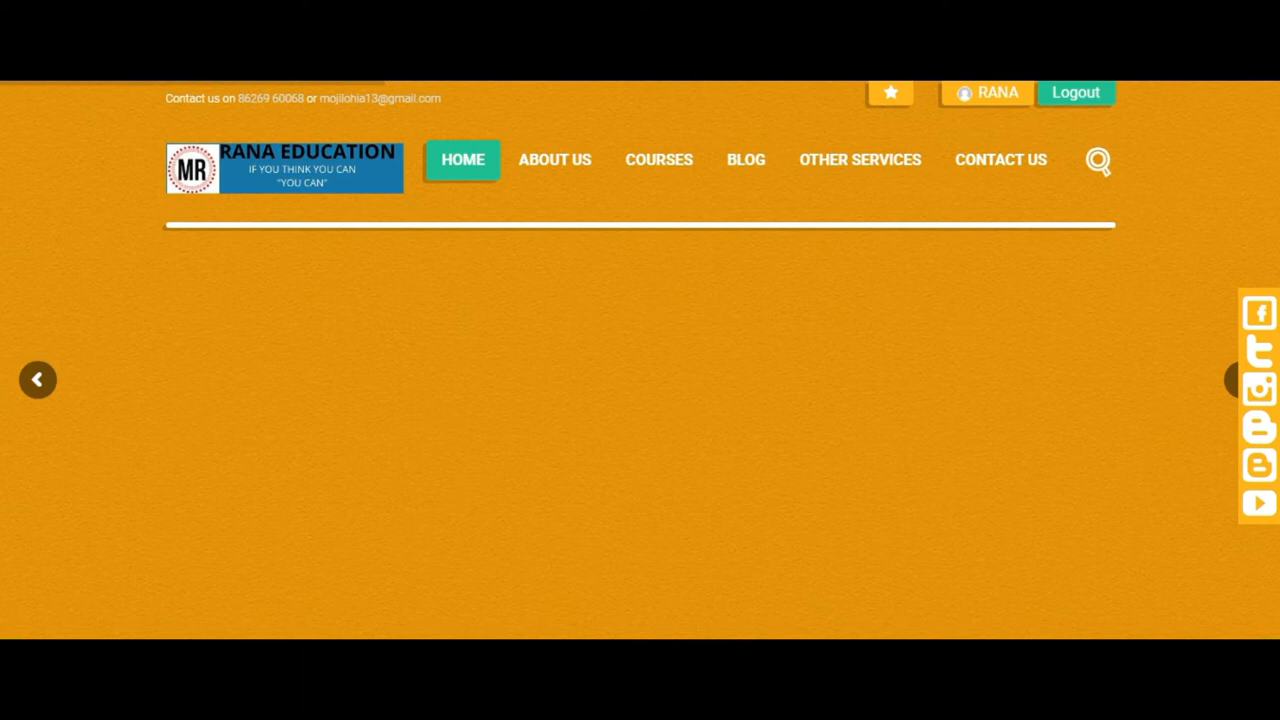 Contact us on 86269 60068 or mojilohia13@gmail.com
RANA
Logout
MR
RANA EDUCATION
IF YOU THINK YOU CAN
"YOU CAN"
HOME ABOUT US COURSES BLOG OTHER SERVICES CONTACT US